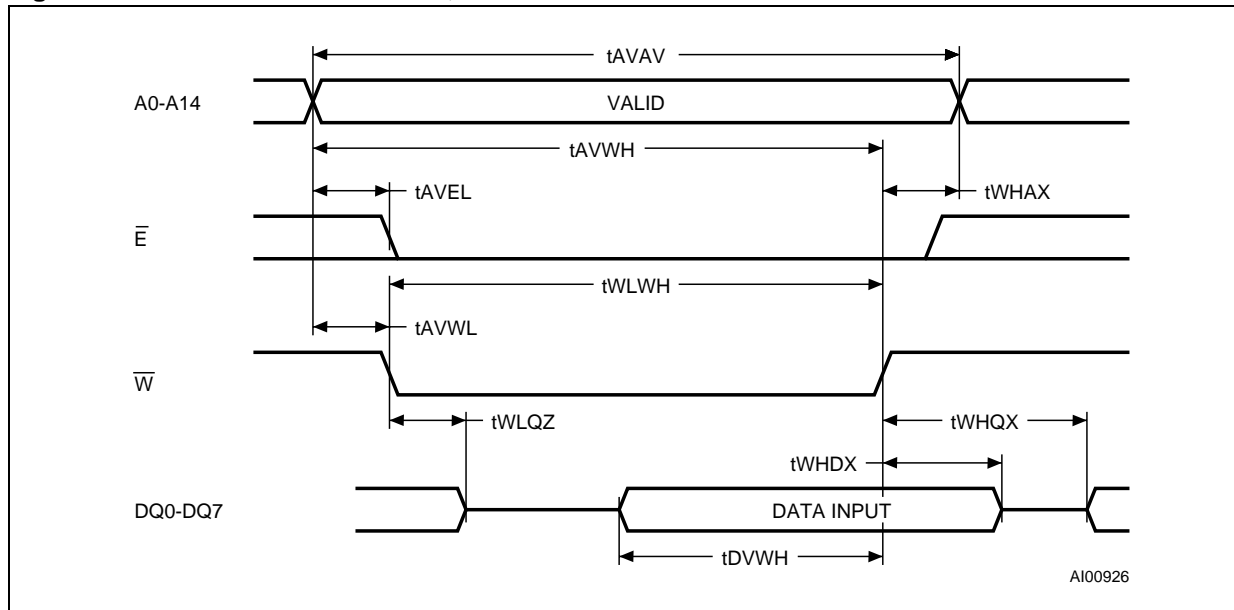 tAVAV
A0-A14
VALID
tAVWH
tAVEL
tWHAX
E̅
tWLWH
tAVWL
W̅
tWLQZ
tWHQX
tWHDX
DQ0-DQ7
DATA INPUT
tDVWH
AI00926